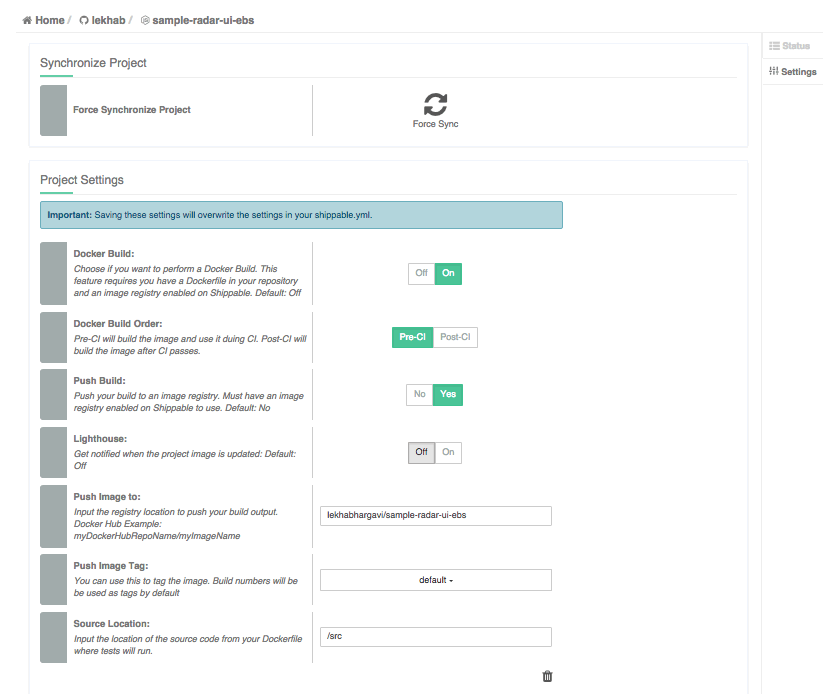 Home / lekhab / sample-radar-ui-ebs
Status
Settings
Synchronize Project
Force Synchronize Project
Force Sync
Project Settings
Important: Saving these settings will overwrite the settings in your shippable.yml.
Docker Build:
Choose if you want to perform a Docker Build. This
feature requires you have a Dockerfile in your repository
and an image registry enabled on Shippable. Default: Off
Off On
Docker Build Order:
Pre-CI will build the image and use it duing CI. Post-CI will
build the image after CI passes.
Pre-CI Post-CI
Push Build:
Push your build to an image registry. Must have an image
registry enabled on Shippable to use. Default: No
No Yes
Lighthouse:
Get notified when the project image is updated: Default:
Off
Off On
Push Image to:
Input the registry location to push your build output.
Docker Hub Example:
myDockerHubRepoName/myImageName
lekhabhargavi/sample-radar-ui-ebs
Push Image Tag:
You can use this to tag the image. Build numbers will be
be used as tags by default
default
Source Location:
Input the location of the source code from your Dockerfile
where tests will run.
/src